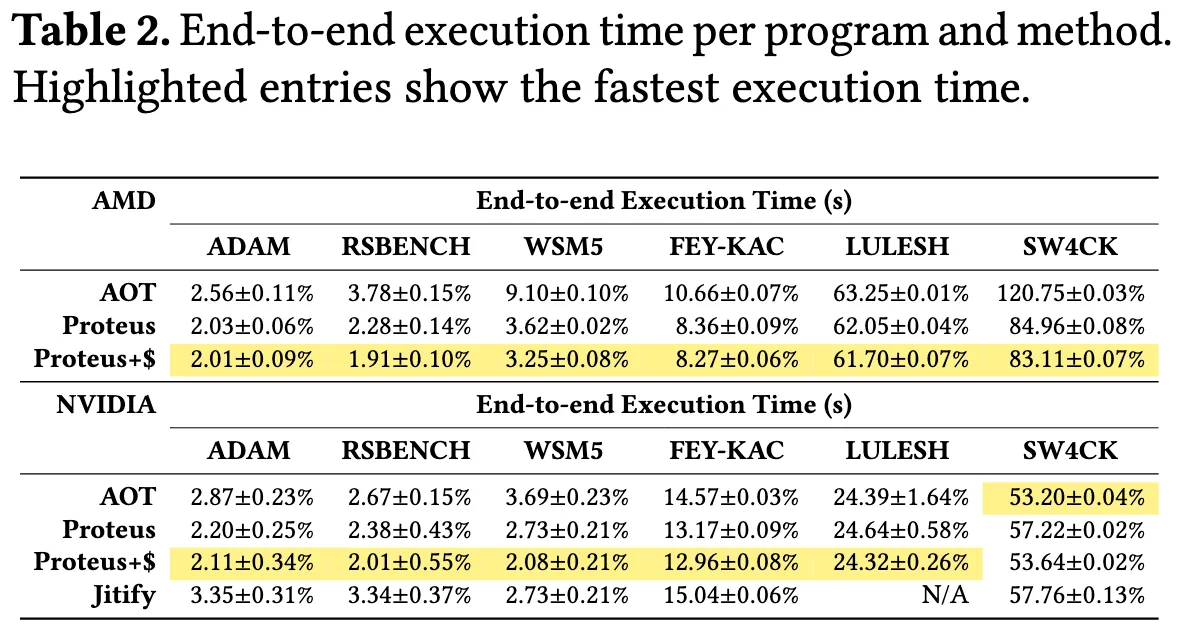 Table 2. End-to-end execution time per program and method.
Highlighted entries show the fastest execution time.
AMD End-to-end Execution Time (s)
ADAM RSBENCH WSM5 FEY-KAC LULESH SW4CK
AOT 2.56±0.11% 3.78±0.15% 9.10±0.10% 10.66±0.07% 63.25±0.01% 120.75±0.03%
Proteus 2.03±0.06% 2.28±0.14% 3.62±0.02% 8.36±0.09% 62.05±0.04% 84.96±0.08%
Proteus+$ 2.01±0.09% 1.91±0.10% 3.25±0.08% 8.27±0.06% 61.70±0.07% 83.11±0.07%
NVIDIA End-to-end Execution Time (s)
ADAM RSBENCH WSM5 FEY-KAC LULESH SW4CK
AOT 2.87±0.23% 2.67±0.15% 3.69±0.23% 14.57±0.03% 24.39±1.64% 53.20±0.04%
Proteus 2.20±0.25% 2.38±0.43% 2.73±0.21% 13.17±0.09% 24.64±0.58% 57.22±0.02%
Proteus+$ 2.11±0.34% 2.01±0.55% 2.08±0.21% 12.96±0.08% 24.32±0.26% 53.64±0.02%
Jitify 3.35±0.31% 3.34±0.37% 2.73±0.21% 15.04±0.06% N/A 57.76±0.13%